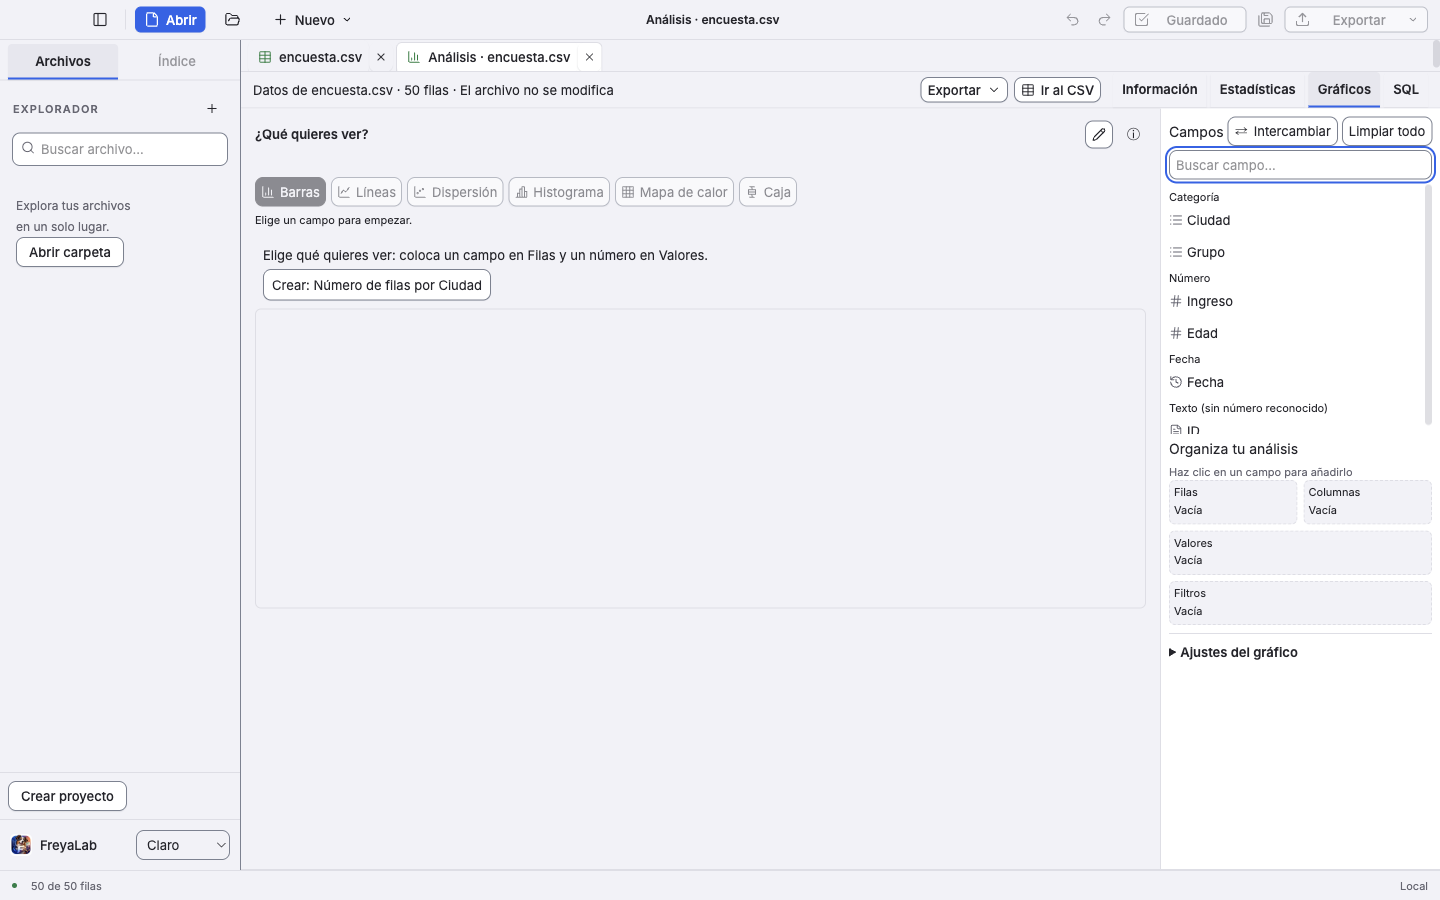 Abrir
Nuevo
Análisis · encuesta.csv
Guardado
Exportar
Archivos
Índice
EXPLORADOR
Buscar archivo...
Explora tus archivos
en un solo lugar.
Abrir carpeta
Crear proyecto
FreyaLab
Claro
encuesta.csv
Análisis · encuesta.csv
Datos de encuesta.csv · 50 filas · El archivo no se modifica
Exportar
Ir al CSV
Información
Estadísticas
Gráficos
SQL
¿Qué quieres ver?
Barras
Líneas
Dispersión
Histograma
Mapa de calor
Caja
Elige un campo para empezar.
Elige qué quieres ver: coloca un campo en Filas y un número en Valores.
Crear: Número de filas por Ciudad
Campos
Intercambiar
Limpiar todo
Buscar campo...
Categoría
Ciudad
Grupo
Número
Ingreso
Edad
Fecha
Fecha
Texto (sin número reconocido)
ID
Organiza tu análisis
Haz clic en un campo para añadirlo
Filas
Vacía
Columnas
Vacía
Valores
Vacía
Filtros
Vacía
Ajustes del gráfico
50 de 50 filas
Local